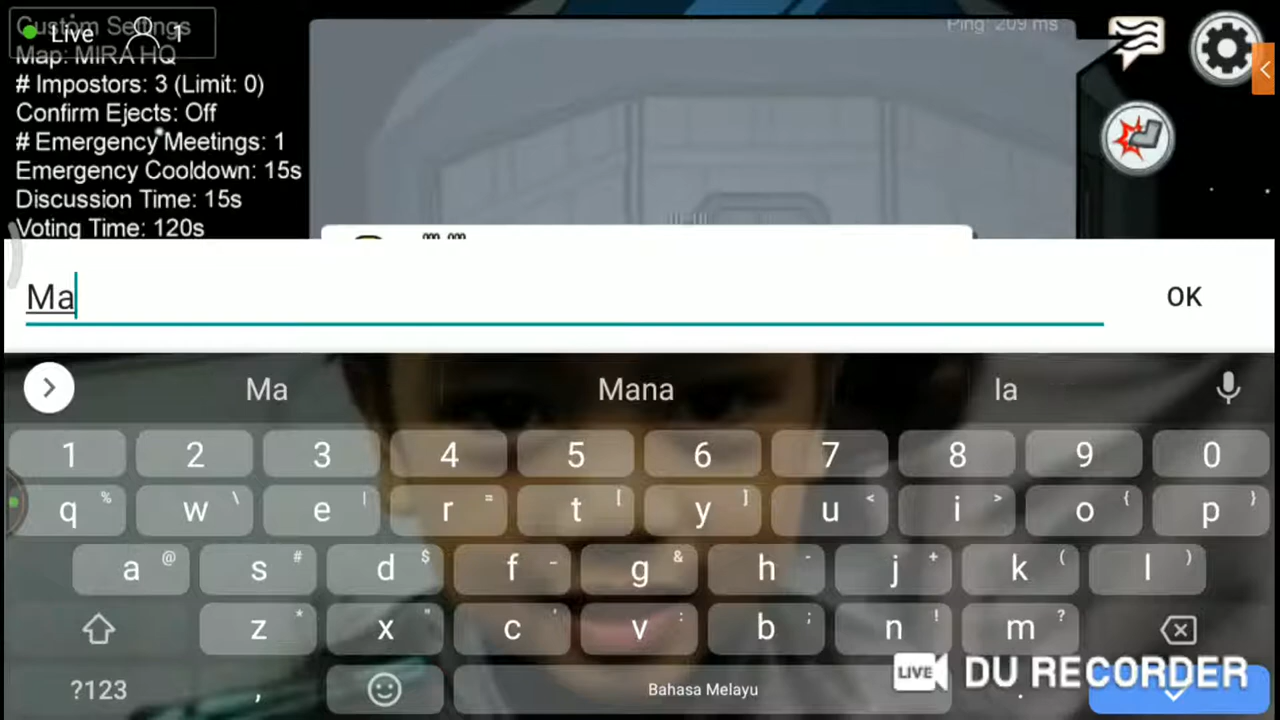 Custom Settings
Live 1
Map: MIRA HQ
# Impostors: 3 (Limit: 0)
Confirm Ejects: Off
# Emergency Meetings: 1
Emergency Cooldown: 15s
Discussion Time: 15s
Voting Time: 120s
Ping: 209 ms
Ma
OK
Ma Mana Ia
1 2 3 4 5 6 7 8 9 0
q % w \ e | r = t [ y ] u < i > o { p }
a @ s # d $ f - g & h - j + k ( l )
z * x " c ' v : b ; n ! m ?
?123 , Bahasa Melayu .
LIVE DU RECORDER